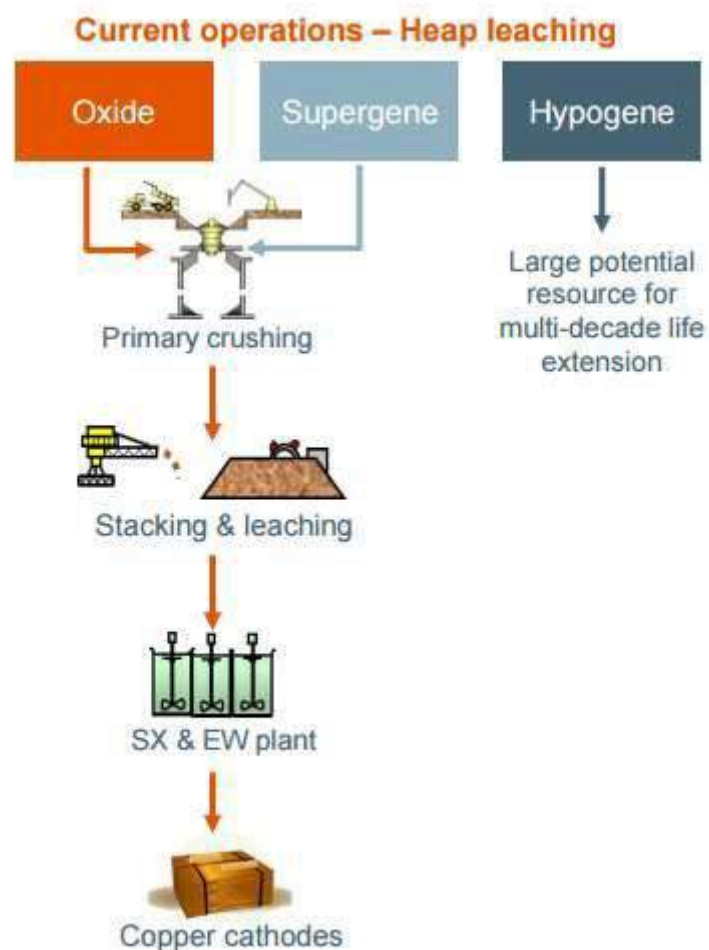 Current operations – Heap leaching
Oxide
Supergene
Hypogene
Large potential
resource for
multi-decade life
extension
Primary crushing
Stacking & leaching
SX & EW plant
Copper cathodes